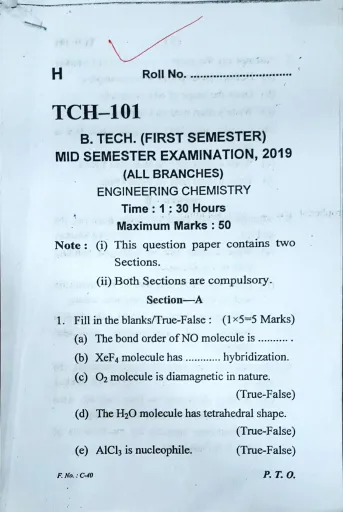 H Roll No. ..............................
TCH–101
B. TECH. (FIRST SEMESTER)
MID SEMESTER EXAMINATION, 2019
(ALL BRANCHES)
ENGINEERING CHEMISTRY
Time : 1 : 30 Hours
Maximum Marks : 50
Note : (i) This question paper contains two
Sections.
(ii) Both Sections are compulsory.
Section—A
1. Fill in the blanks/True-False : (1×5=5 Marks)
(a) The bond order of NO molecule is .......... .
(b) XeF₄ molecule has ............ hybridization.
(c) O₂ molecule is diamagnetic in nature.
(True-False)
(d) The H₂O molecule has tetrahedral shape.
(True-False)
(e) AlCl₃ is nucleophile. (True-False)
F. No. : C-40 P. T. O.